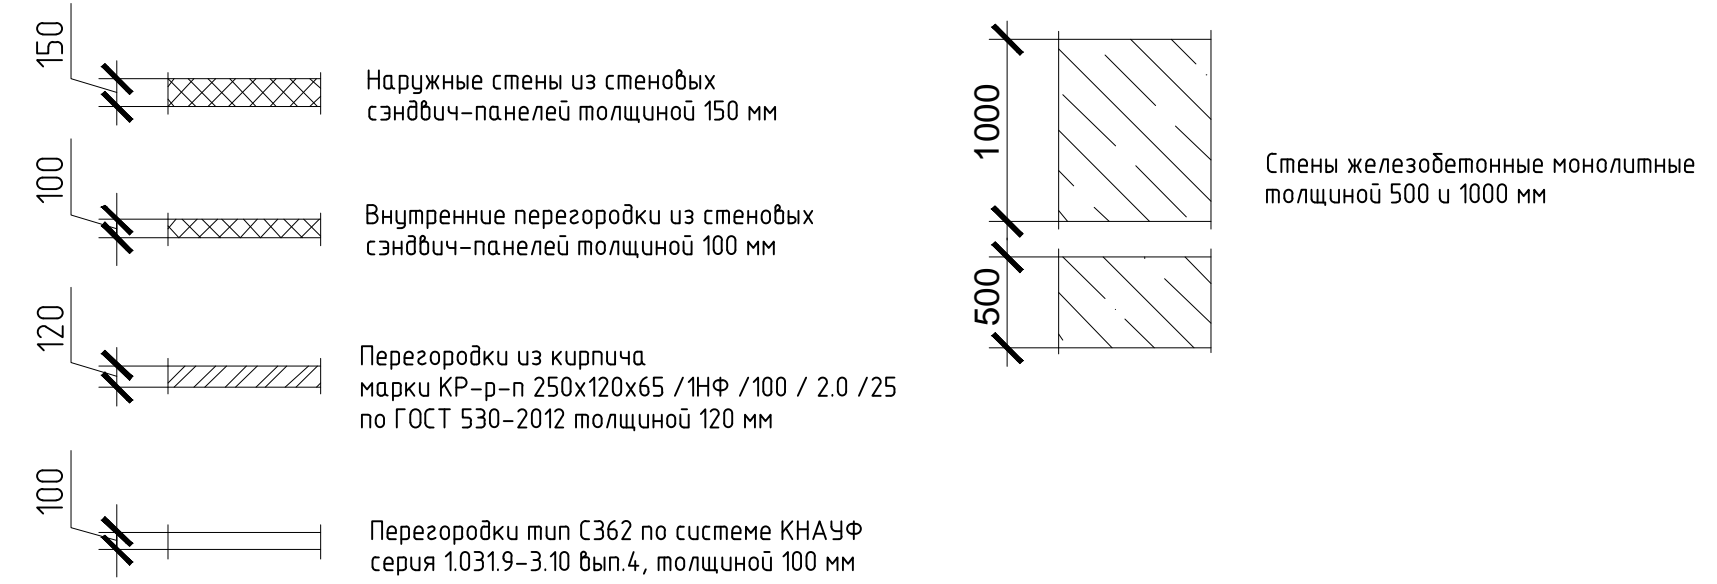 150
Наружные стены из стеновых
сэндвич-панелей толщиной 150 мм
100
Внутренние перегородки из стеновых
сэндвич-панелей толщиной 100 мм
120
Перегородки из кирпича
марки КР-р-п 250х120х65 /1НФ /100 / 2.0 /25
по ГОСТ 530-2012 толщиной 120 мм
100
Перегородки тип С362 по системе КНАУФ
серия 1.031.9-3.10 вып.4, толщиной 100 мм
1000
500
Стены железобетонные монолитные
толщиной 500 и 1000 мм